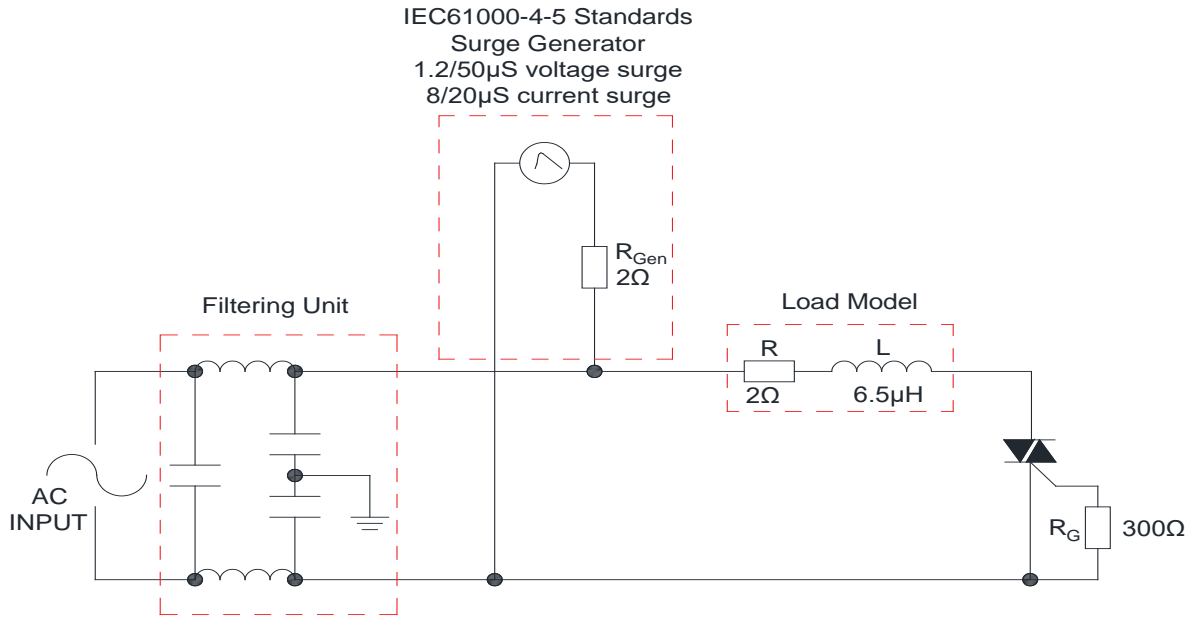 IEC61000-4-5 Standards
Surge Generator
1.2/50μS voltage surge
8/20μS current surge
RGen
2Ω
Filtering Unit
Load Model
R
L
2Ω
6.5μH
AC
INPUT
RG
300Ω